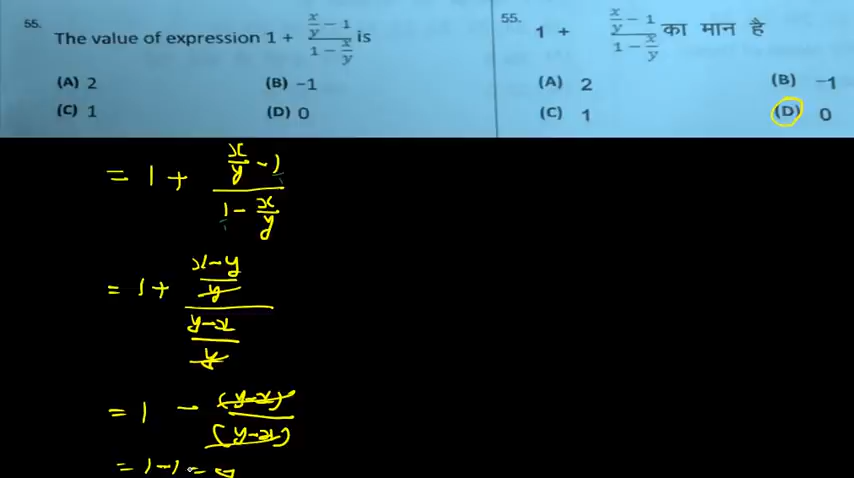 55. The value of expression 1 + (x/y − 1)/(1 − x/y) is
(A) 2 (B) −1
(C) 1 (D) 0
55. 1 + (x/y − 1)/(1 − x/y) का मान है
(A) 2 (B) −1
(C) 1 (D) 0
= 1 + (x/y − 1)/(1 − x/y)
= 1 + ((x−y)/y)/((y−x)/y)
= 1 − (y−x)/(y−x)
= 1 − 1 =